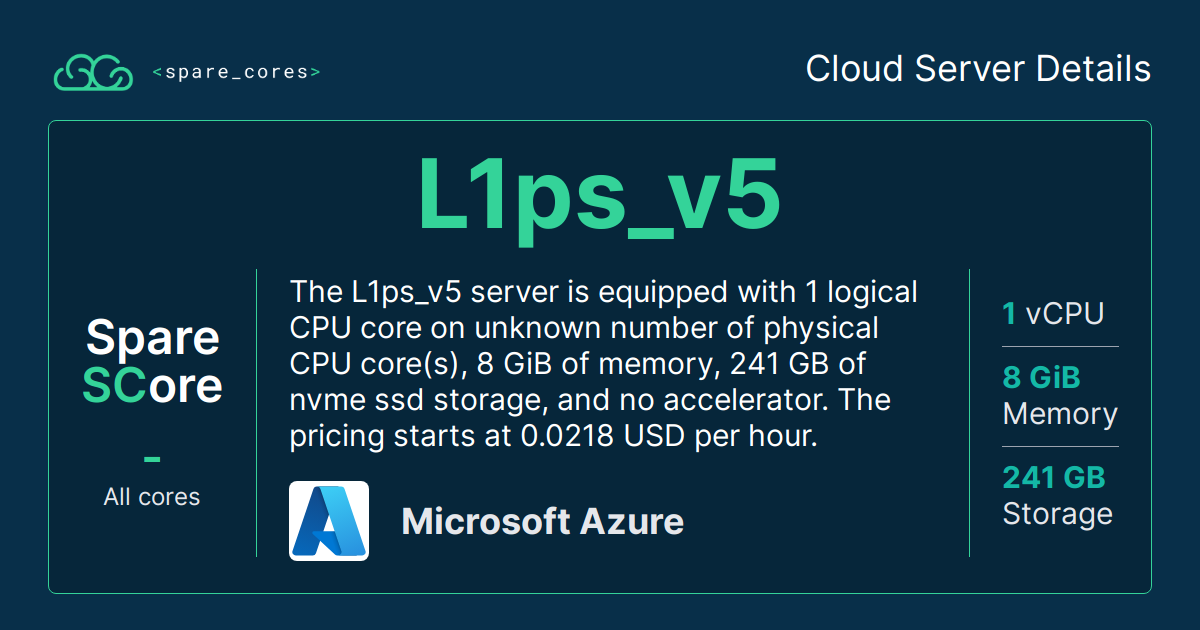 <spare_cores>
Cloud Server Details
L1ps_v5
Spare
SCore
-
All cores
The L1ps_v5 server is equipped with 1 logical
CPU core on unknown number of physical
CPU core(s), 8 GiB of memory, 241 GB of
nvme ssd storage, and no accelerator. The
pricing starts at 0.0218 USD per hour.
Microsoft Azure
1 vCPU
8 GiB
Memory
241 GB
Storage